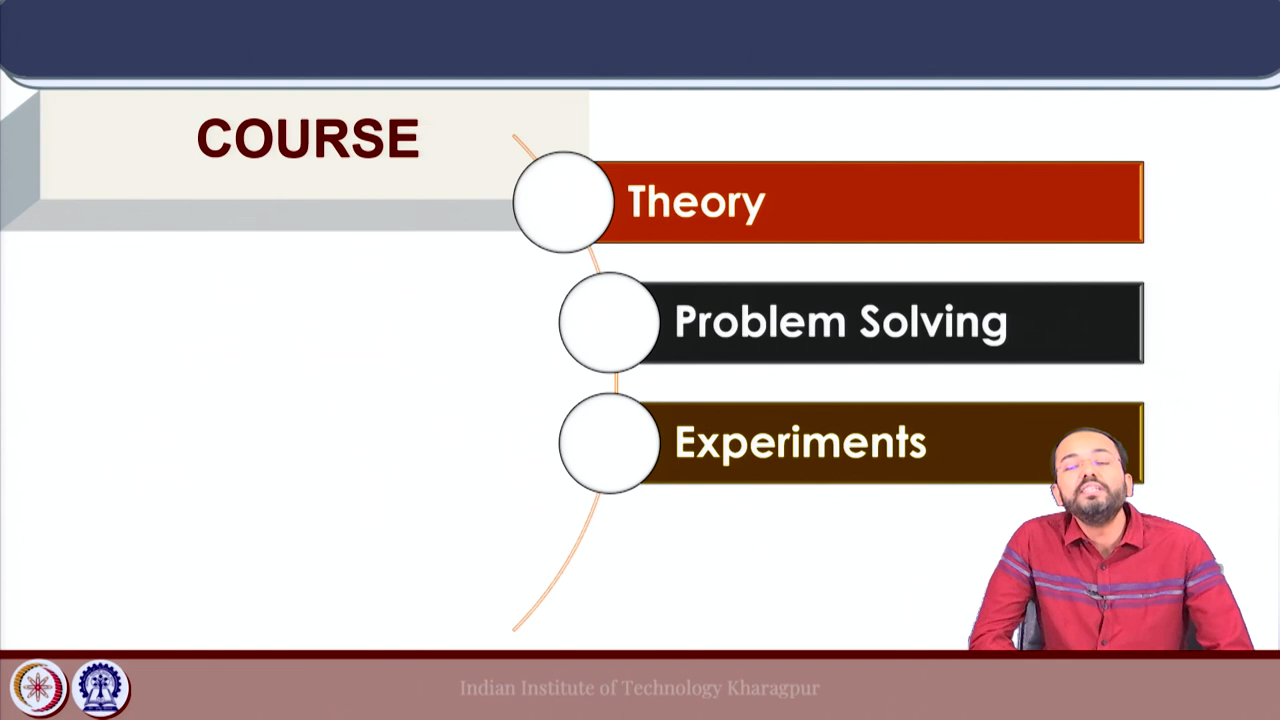 COURSE
Theory
Problem Solving
Experiments
Indian Institute of Technology Kharagpur